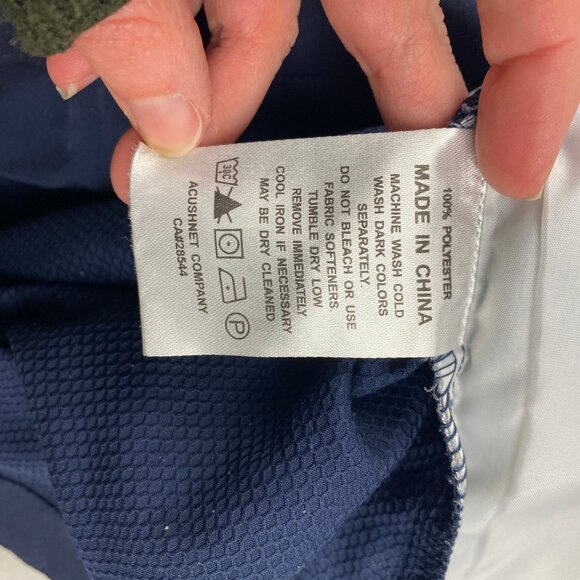 100% POLYESTER
MADE IN CHINA
MACHINE WASH COLD
WASH DARK COLORS
SEPARATELY.
DO NOT BLEACH OR USE
FABRIC SOFTENERS.
TUMBLE DRY LOW
REMOVE IMMEDIATELY
COOL IRON IF NECESSARY
MAY BE DRY CLEANED
30C
P
ACUSHNET COMPANY
CA#28544